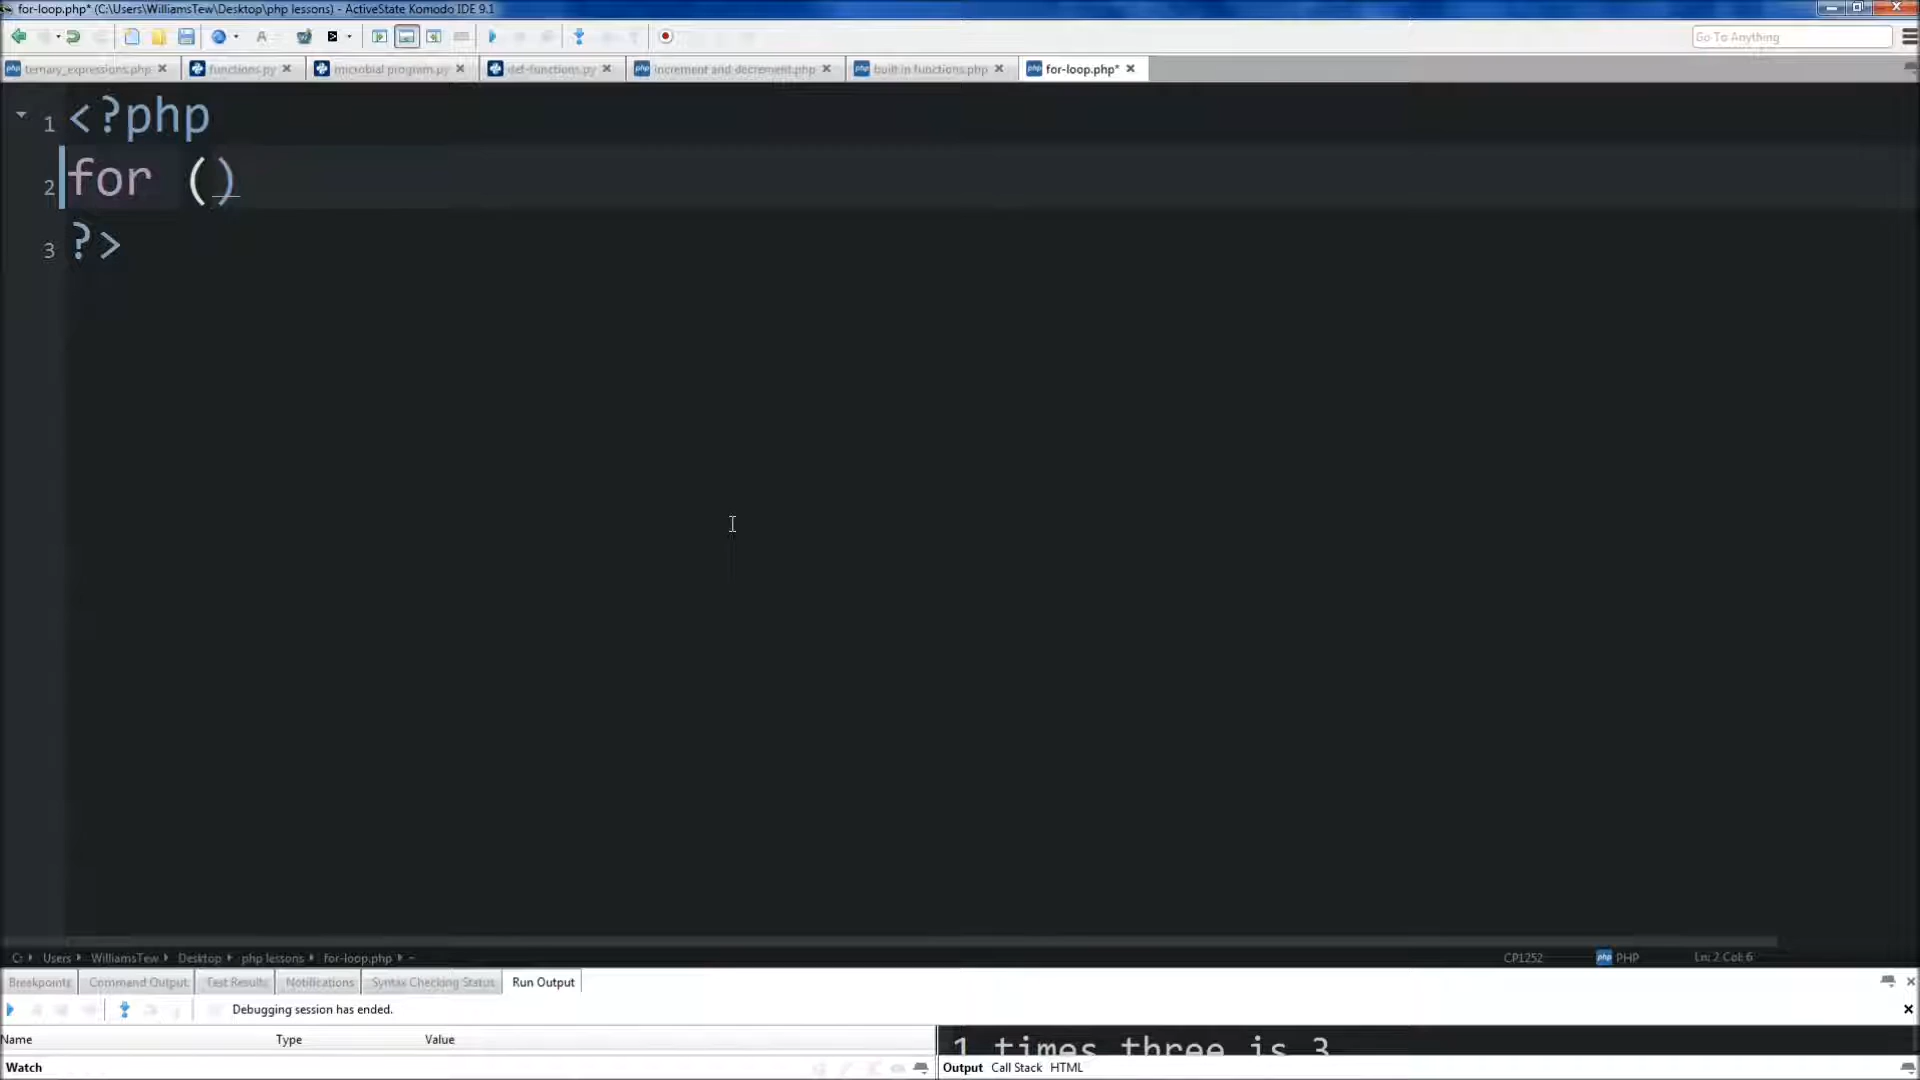 for-loop.php* (C:\Users\WilliamsTew\Desktop\php lessons) - ActiveState Komodo IDE 9.1
Go To Anything
ternary_expressions.php functions.py microbial program.py def-functions.py increment and decrement.php built in functions.php for-loop.php*
1 <?php
2 for ()
3 ?>
C: Users WilliamsTew Desktop php lessons for-loop.php CP1252 PHP Ln: 2 Col: 6
Breakpoints Command Output Test Results Notifications Syntax Checking Status Run Output
Debugging session has ended.
Name Type Value
1 times three is 3
Watch Output Call Stack HTML